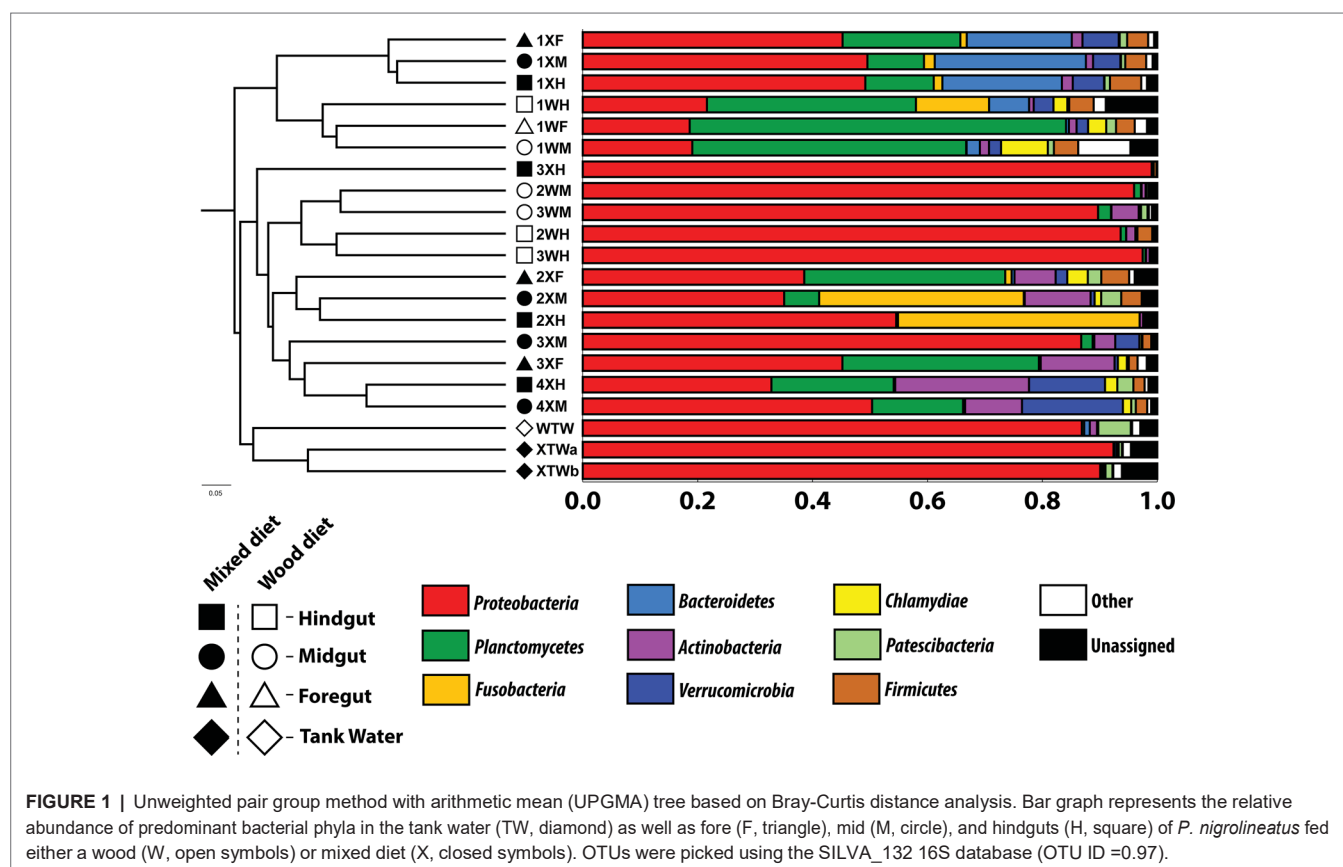 1XF
1XM
1XH
1WH
1WF
1WM
3XH
2WM
3WM
2WH
3WH
2XF
2XM
2XH
3XM
3XF
4XH
4XM
WTW
XTWa
XTWb
0.05
0.0 0.2 0.4 0.6 0.8 1.0
Mixed diet
Wood diet
- Hindgut
- Midgut
- Foregut
- Tank Water
Proteobacteria
Planctomycetes
Fusobacteria
Bacteroidetes
Actinobacteria
Verrucomicrobia
Chlamydiae
Patescibacteria
Firmicutes
Other
Unassigned
FIGURE 1 | Unweighted pair group method with arithmetic mean (UPGMA) tree based on Bray-Curtis distance analysis. Bar graph represents the relative
abundance of predominant bacterial phyla in the tank water (TW, diamond) as well as fore (F, triangle), mid (M, circle), and hindguts (H, square) of P. nigrolineatus fed
either a wood (W, open symbols) or mixed diet (X, closed symbols). OTUs were picked using the SILVA_132 16S database (OTU ID =0.97).